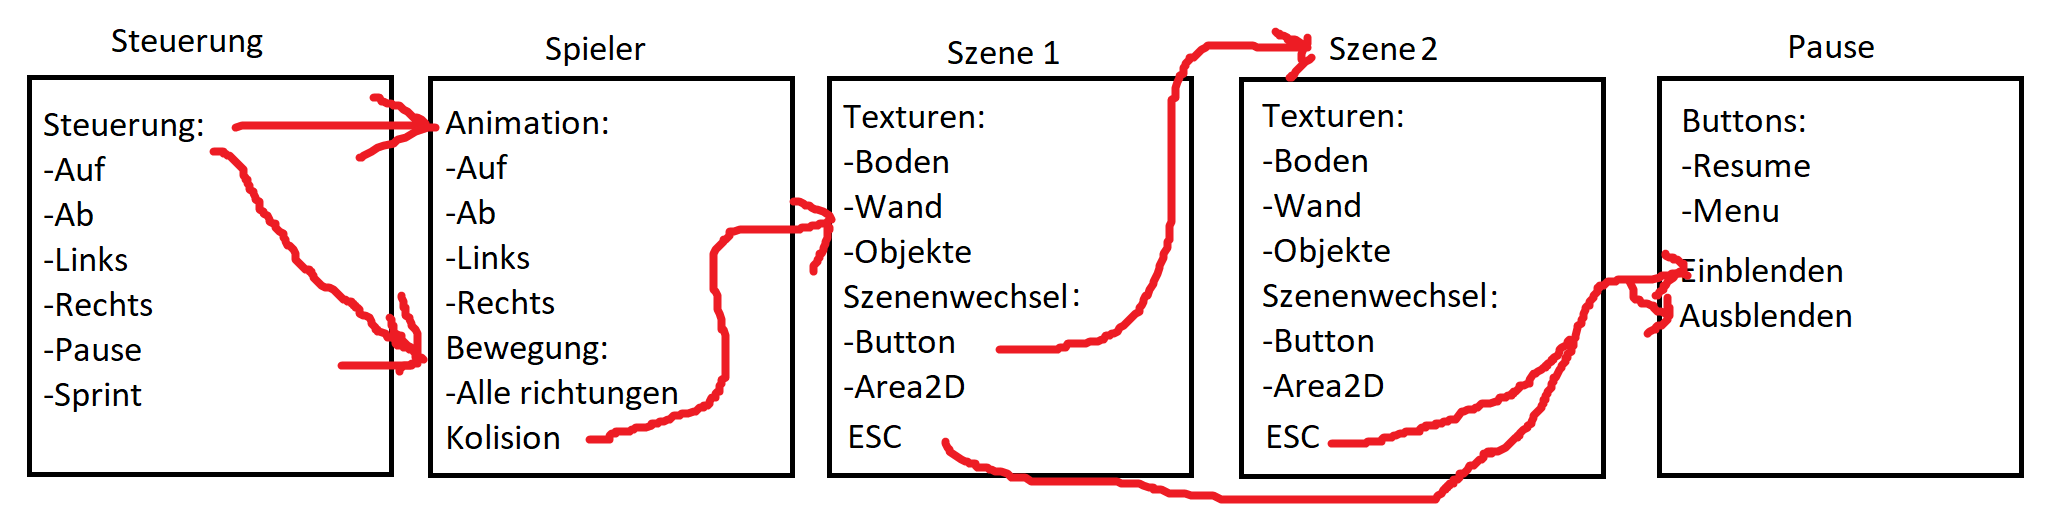 Steuerung
Steuerung:
-Auf
-Ab
-Links
-Rechts
-Pause
-Sprint
Spieler
Animation:
-Auf
-Ab
-Links
-Rechts
Bewegung:
-Alle richtungen
Kolision
Szene 1
Texturen:
-Boden
-Wand
-Objekte
Szenenwechsel:
-Button
-Area2D
ESC
Szene 2
Texturen:
-Boden
-Wand
-Objekte
Szenenwechsel:
-Button
-Area2D
ESC
Pause
Buttons:
-Resume
-Menu
Einblenden
Ausblenden